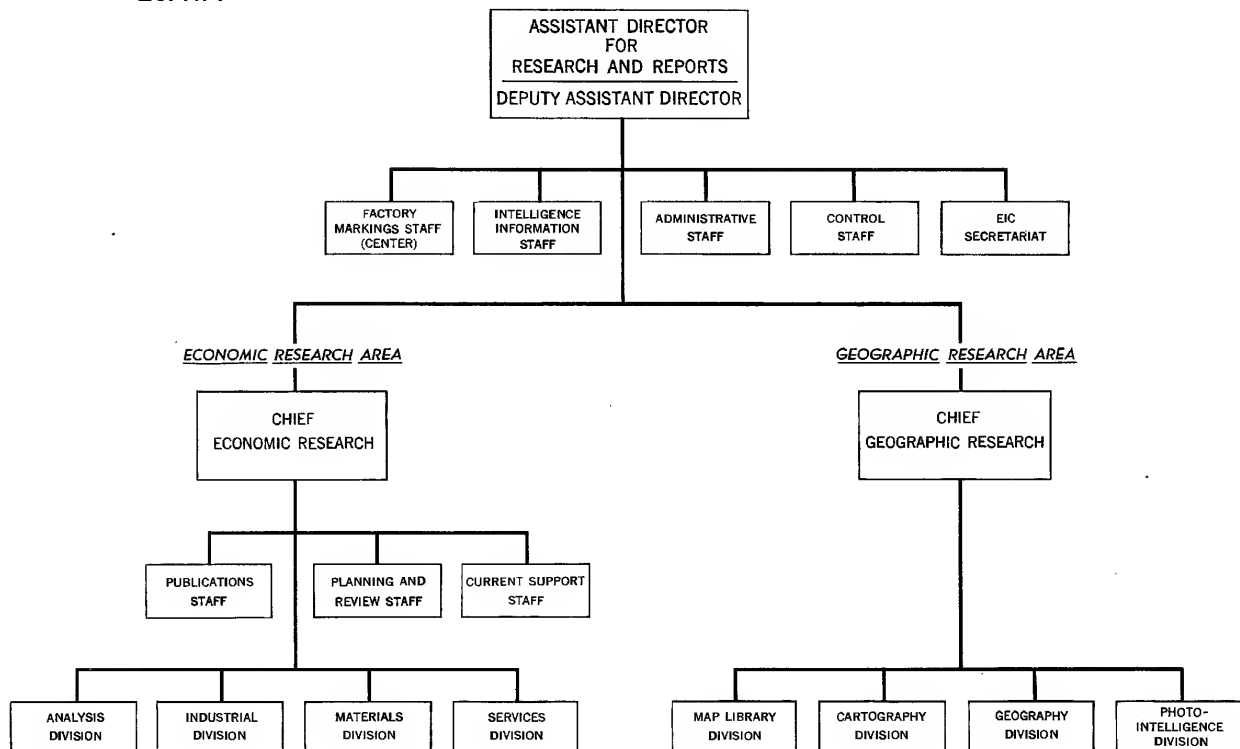 ASSISTANT DIRECTOR
FOR
RESEARCH AND REPORTS
DEPUTY ASSISTANT DIRECTOR
FACTORY
MARKINGS STAFF
(CENTER)
INTELLIGENCE
INFORMATION
STAFF
ADMINISTRATIVE
STAFF
CONTROL
STAFF
EIC
SECRETARIAT
ECONOMIC RESEARCH AREA
GEOGRAPHIC RESEARCH AREA
CHIEF
ECONOMIC RESEARCH
CHIEF
GEOGRAPHIC RESEARCH
PUBLICATIONS
STAFF
PLANNING AND
REVIEW STAFF
CURRENT SUPPORT
STAFF
ANALYSIS
DIVISION
INDUSTRIAL
DIVISION
MATERIALS
DIVISION
SERVICES
DIVISION
MAP LIBRARY
DIVISION
CARTOGRAPHY
DIVISION
GEOGRAPHY
DIVISION
PHOTO-
INTELLIGENCE
DIVISION